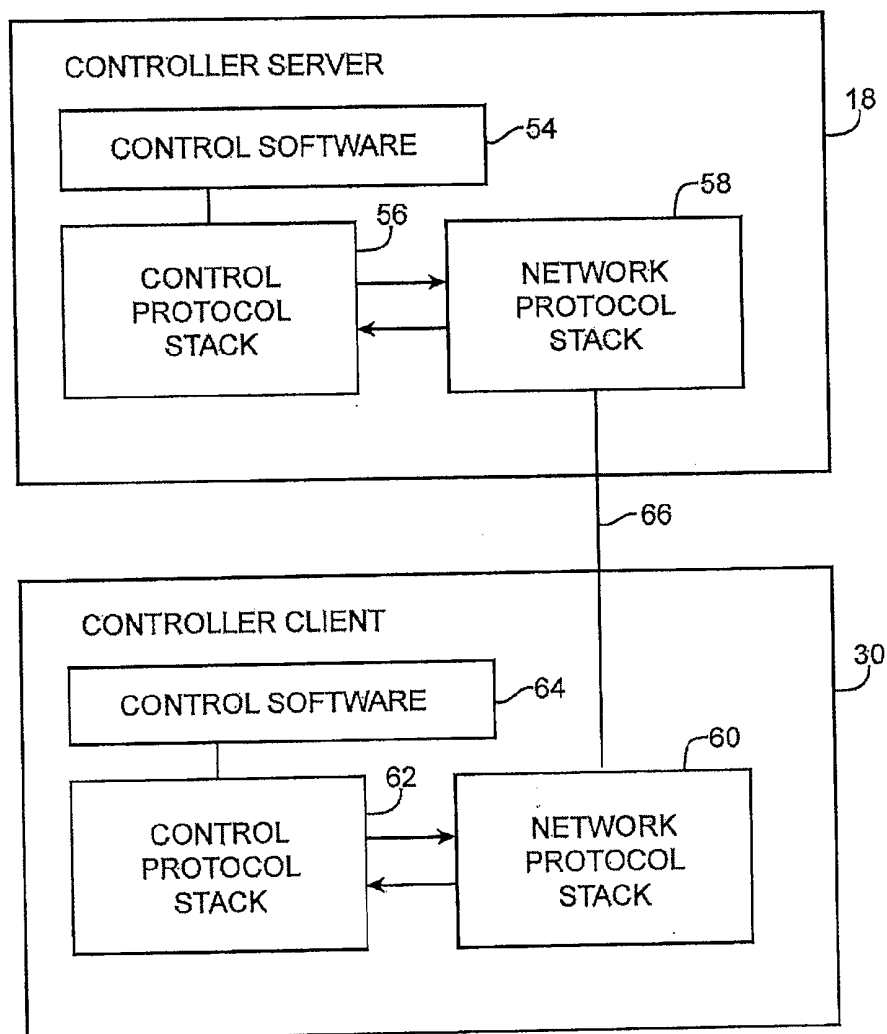 CONTROLLER SERVER
18
CONTROL SOFTWARE
54
56
58
CONTROL
PROTOCOL
STACK
NETWORK
PROTOCOL
STACK
66
CONTROLLER CLIENT
30
CONTROL SOFTWARE
64
62
60
CONTROL
PROTOCOL
STACK
NETWORK
PROTOCOL
STACK